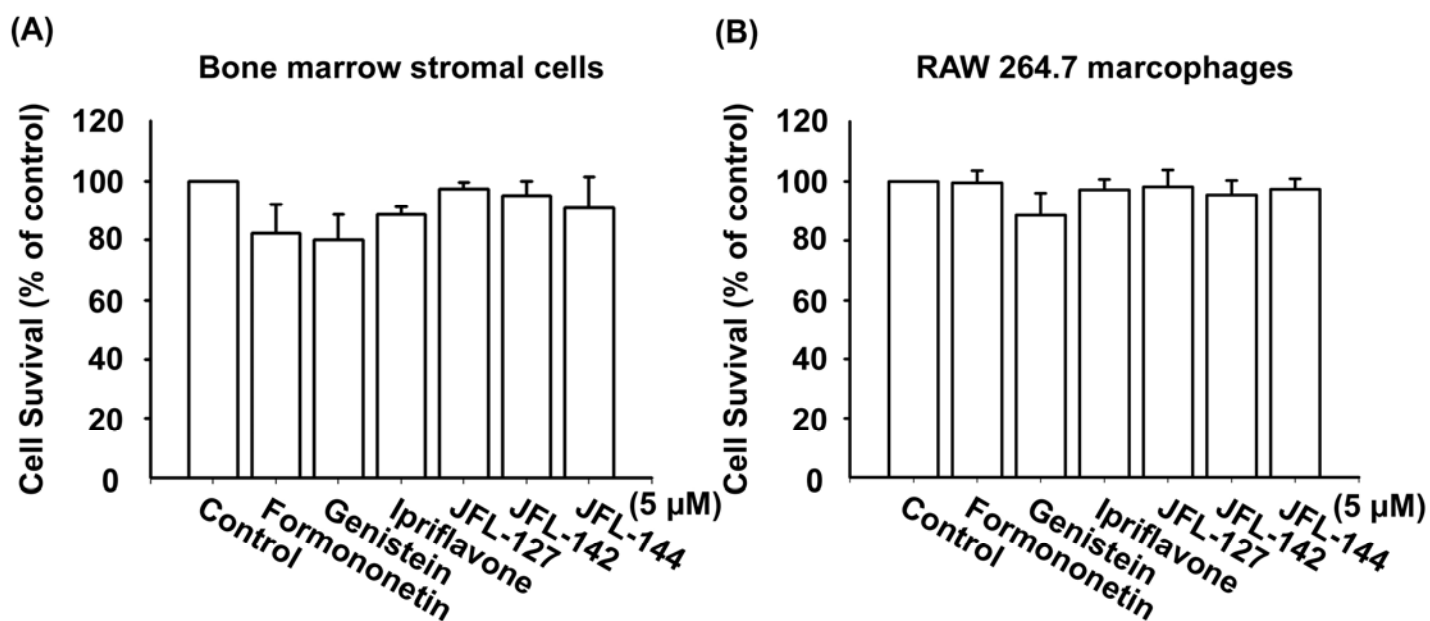 (A)
Bone marrow stromal cells
Cell Suvival (% of control)
120
100
80
60
40
20
0
Control
Formononetin
Genistein
Ipriflavone
JFL-127
JFL-142
JFL-144
(5 µM)
(B)
RAW 264.7 marcophages
Cell Suvival (% of control)
120
100
80
60
40
20
0
Control
Formononetin
Genistein
Ipriflavone
JFL-127
JFL-142
JFL-144
(5 µM)